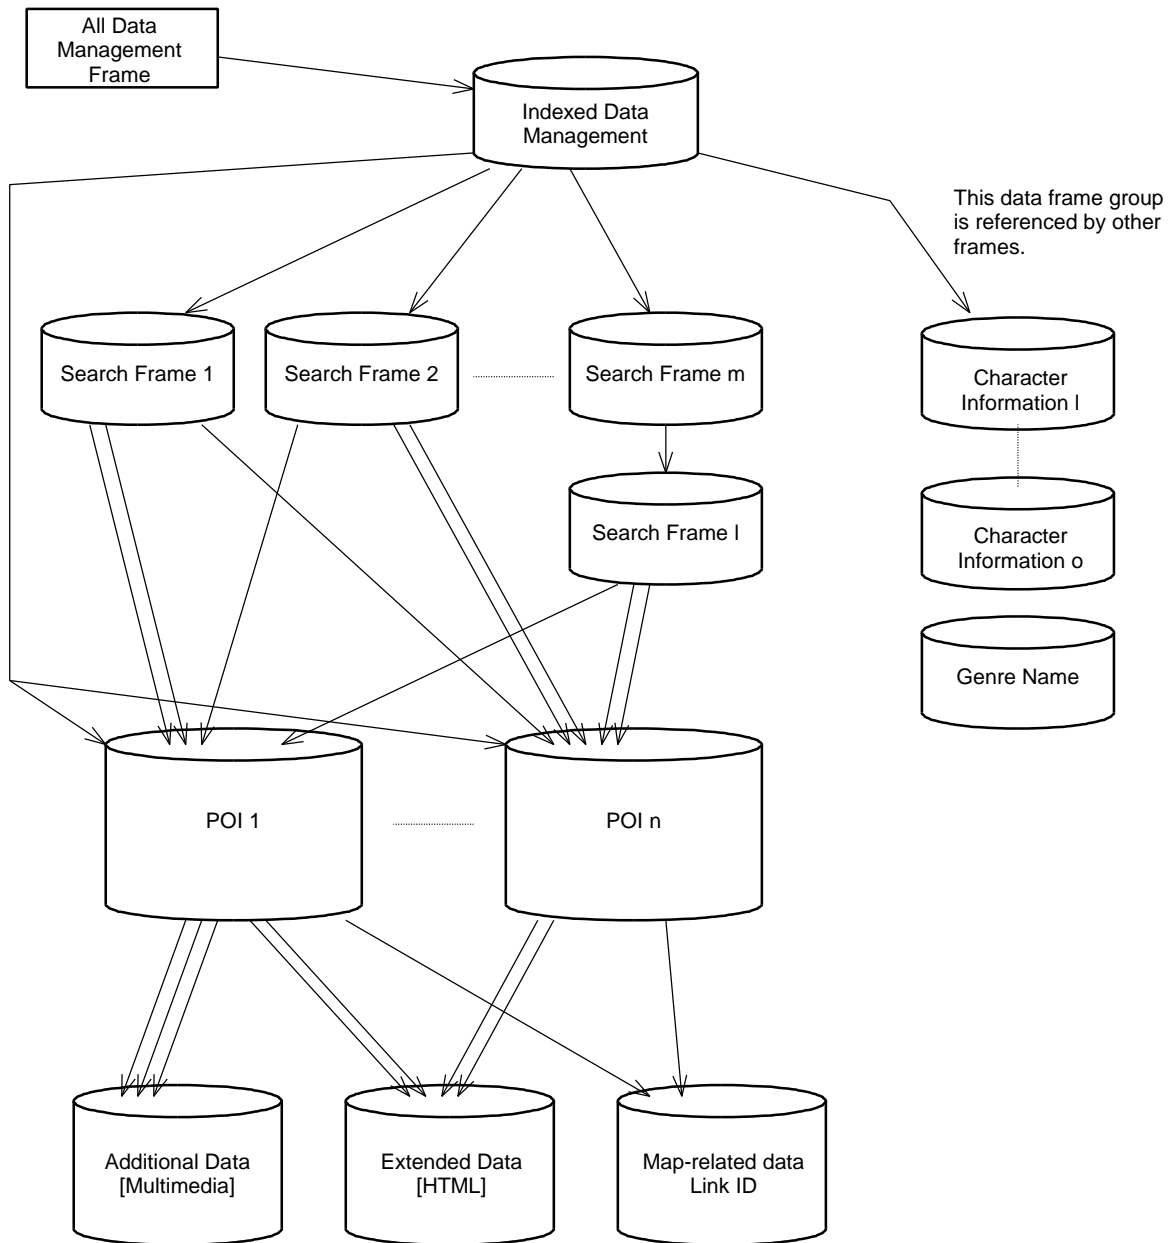 All Data
Management
Frame
Indexed Data
Management
This data frame group
is referenced by other
frames.
Search Frame 1
Search Frame 2
Search Frame m
Character
Information l
Search Frame l
Character
Information o
Genre Name
POI 1
POI n
Additional Data
[Multimedia]
Extended Data
[HTML]
Map-related data
Link ID